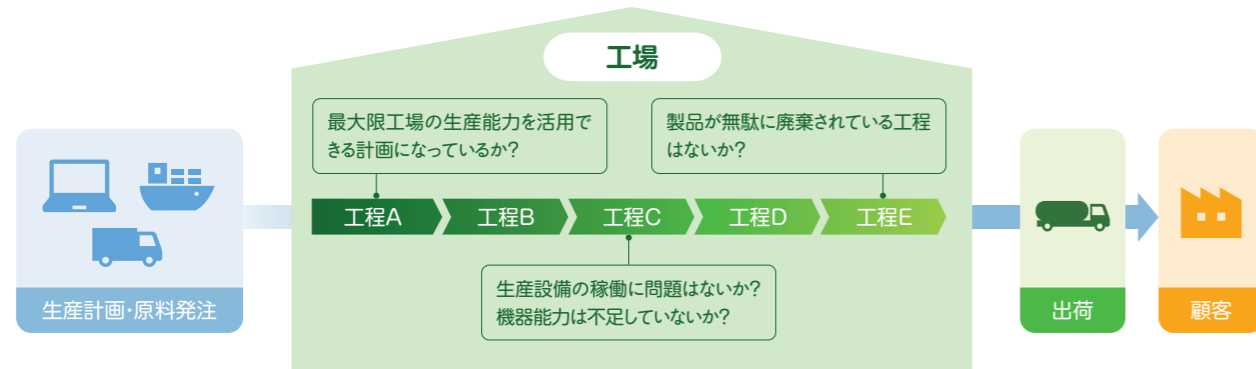 工場
最大限工場の生産能力を活用で
きる計画になっているか?
製品が無駄に廃棄されている工程
はないか?
工程A
工程B
工程C
工程D
工程E
生産設備の稼働に問題はないか?
機器能力は不足していないか?
生産計画・原料発注
出荷
顧客